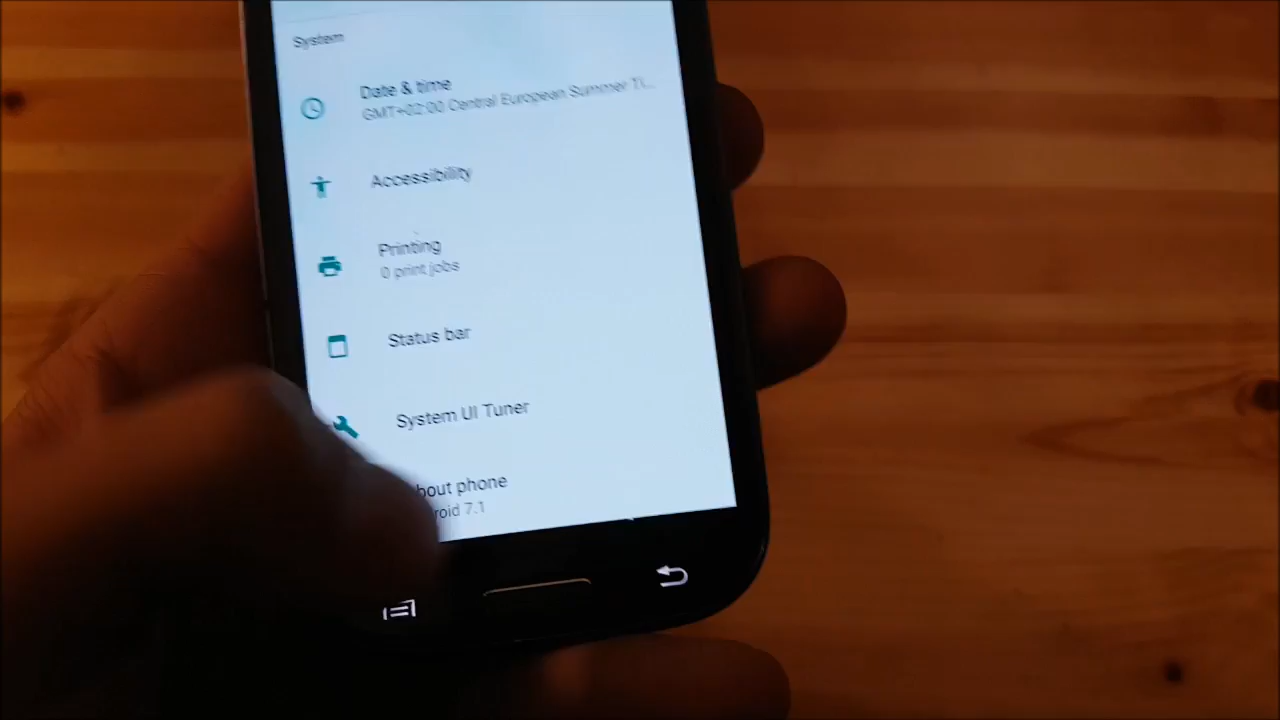 System
Date & time
GMT+02:00 Central European Summer Ti...
Accessibility
Printing
0 print jobs
Status bar
System UI Tuner
bout phone
roid 7.1